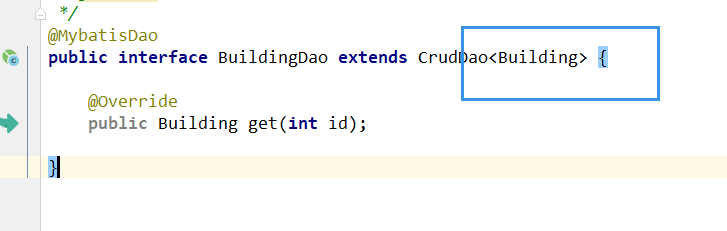 */
@MybatisDao
public interface BuildingDao extends CrudDao<Building> {
@Override
public Building get(int id);
}